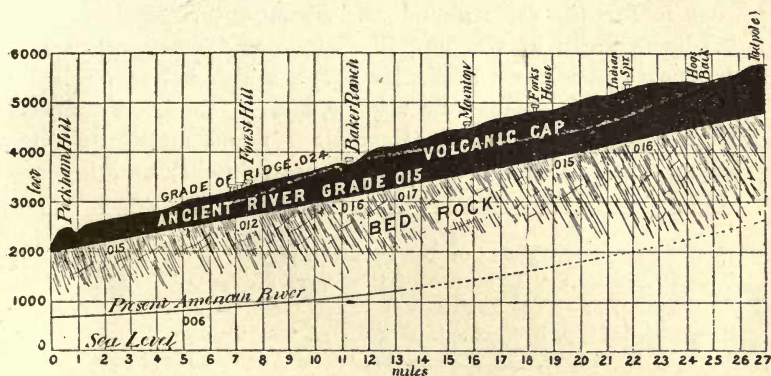 6000
5000
4000
feet
3000
2000
1000
0
Peckham Hill
Forest Hill
Baker Ranch
Mountav
Forks House
Indian Spr.
Hogs Back
Tadpole
GRADE OF RIDGE .024
VOLCANIC CAP
ANCIENT RIVER GRADE 015
.015
.012
016
.017
015
016
BED ROCK
Present American River
006
Sea Level
0 1 2 3 4 5 6 7 8 9 10 11 12 13 14 15 16 17 18 19 20 21 22 23 24 25 26 27
miles